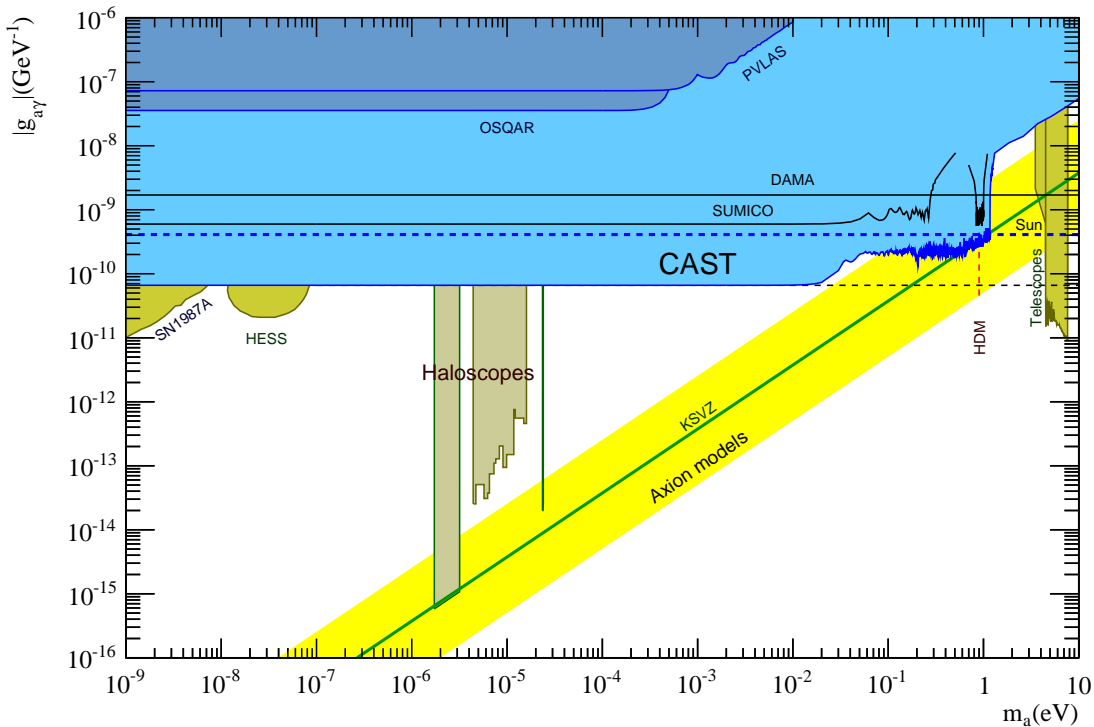 |g_aγ|(GeV⁻¹)
10⁻⁶
10⁻⁷
10⁻⁸
10⁻⁹
10⁻¹⁰
10⁻¹¹
10⁻¹²
10⁻¹³
10⁻¹⁴
10⁻¹⁵
10⁻¹⁶
PVLAS
OSQAR
DAMA
SUMICO
Sun
CAST
SN1987A
HESS
Telescopes
HDM
Haloscopes
KSVZ
Axion models
10⁻⁹ 10⁻⁸ 10⁻⁷ 10⁻⁶ 10⁻⁵ 10⁻⁴ 10⁻³ 10⁻² 10⁻¹ 1 10
m_a(eV)